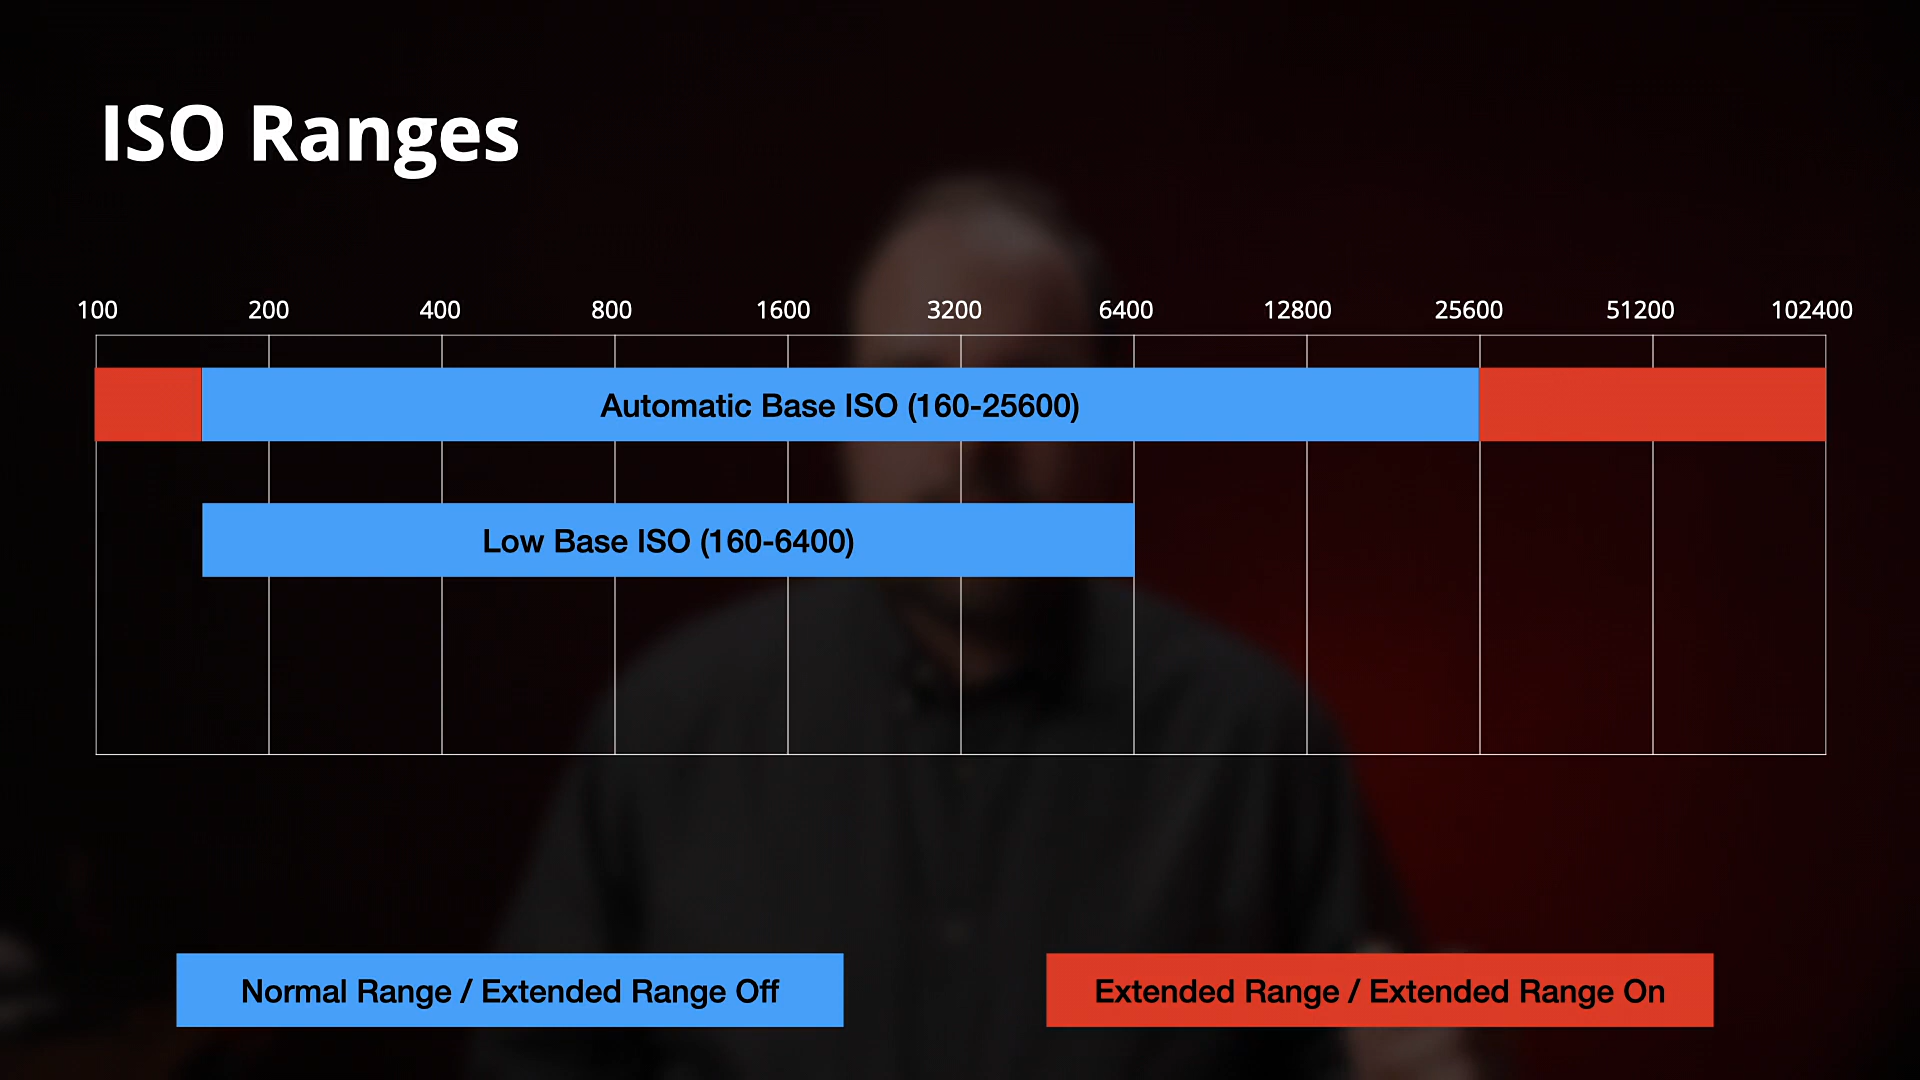 ISO Ranges
100 200 400 800 1600 3200 6400 12800 25600 51200 102400
Automatic Base ISO (160-25600)
Low Base ISO (160-6400)
Normal Range / Extended Range Off
Extended Range / Extended Range On